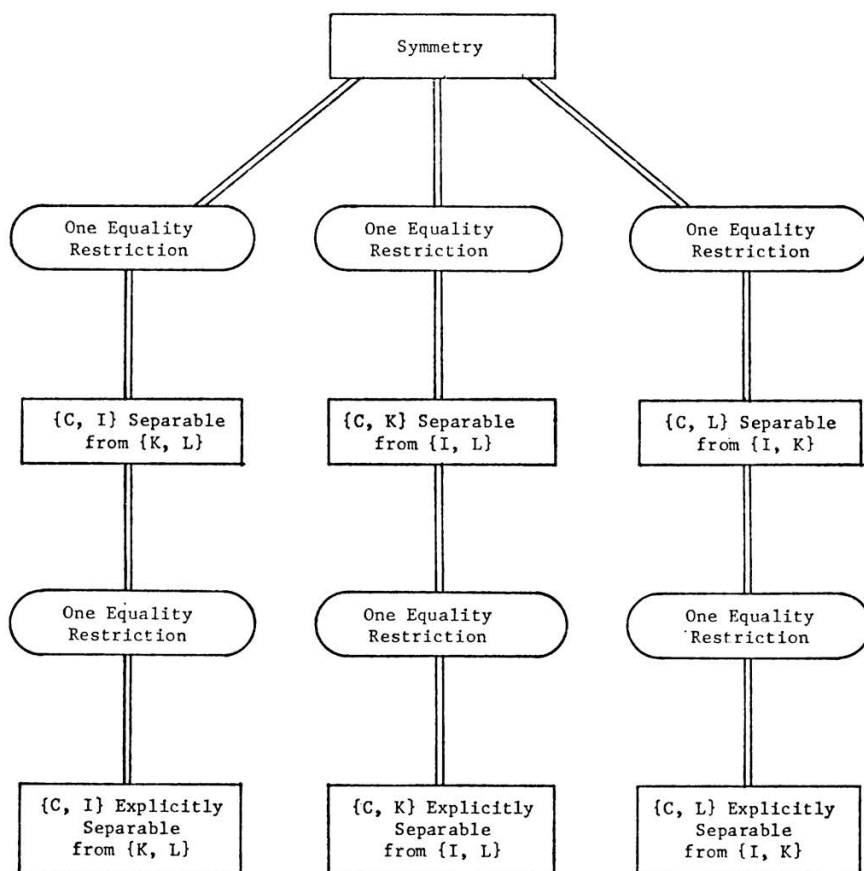 Symmetry
One Equality
Restriction
One Equality
Restriction
One Equality
Restriction
{C, I} Separable
from {K, L}
{C, K} Separable
from {I, L}
{C, L} Separable
from {I, K}
One Equality
Restriction
One Equality
Restriction
One Equality
Restriction
{C, I} Explicitly
Separable
from {K, L}
{C, K} Explicitly
Separable
from {I, L}
{C, L} Explicitly
Separable
from {I, K}